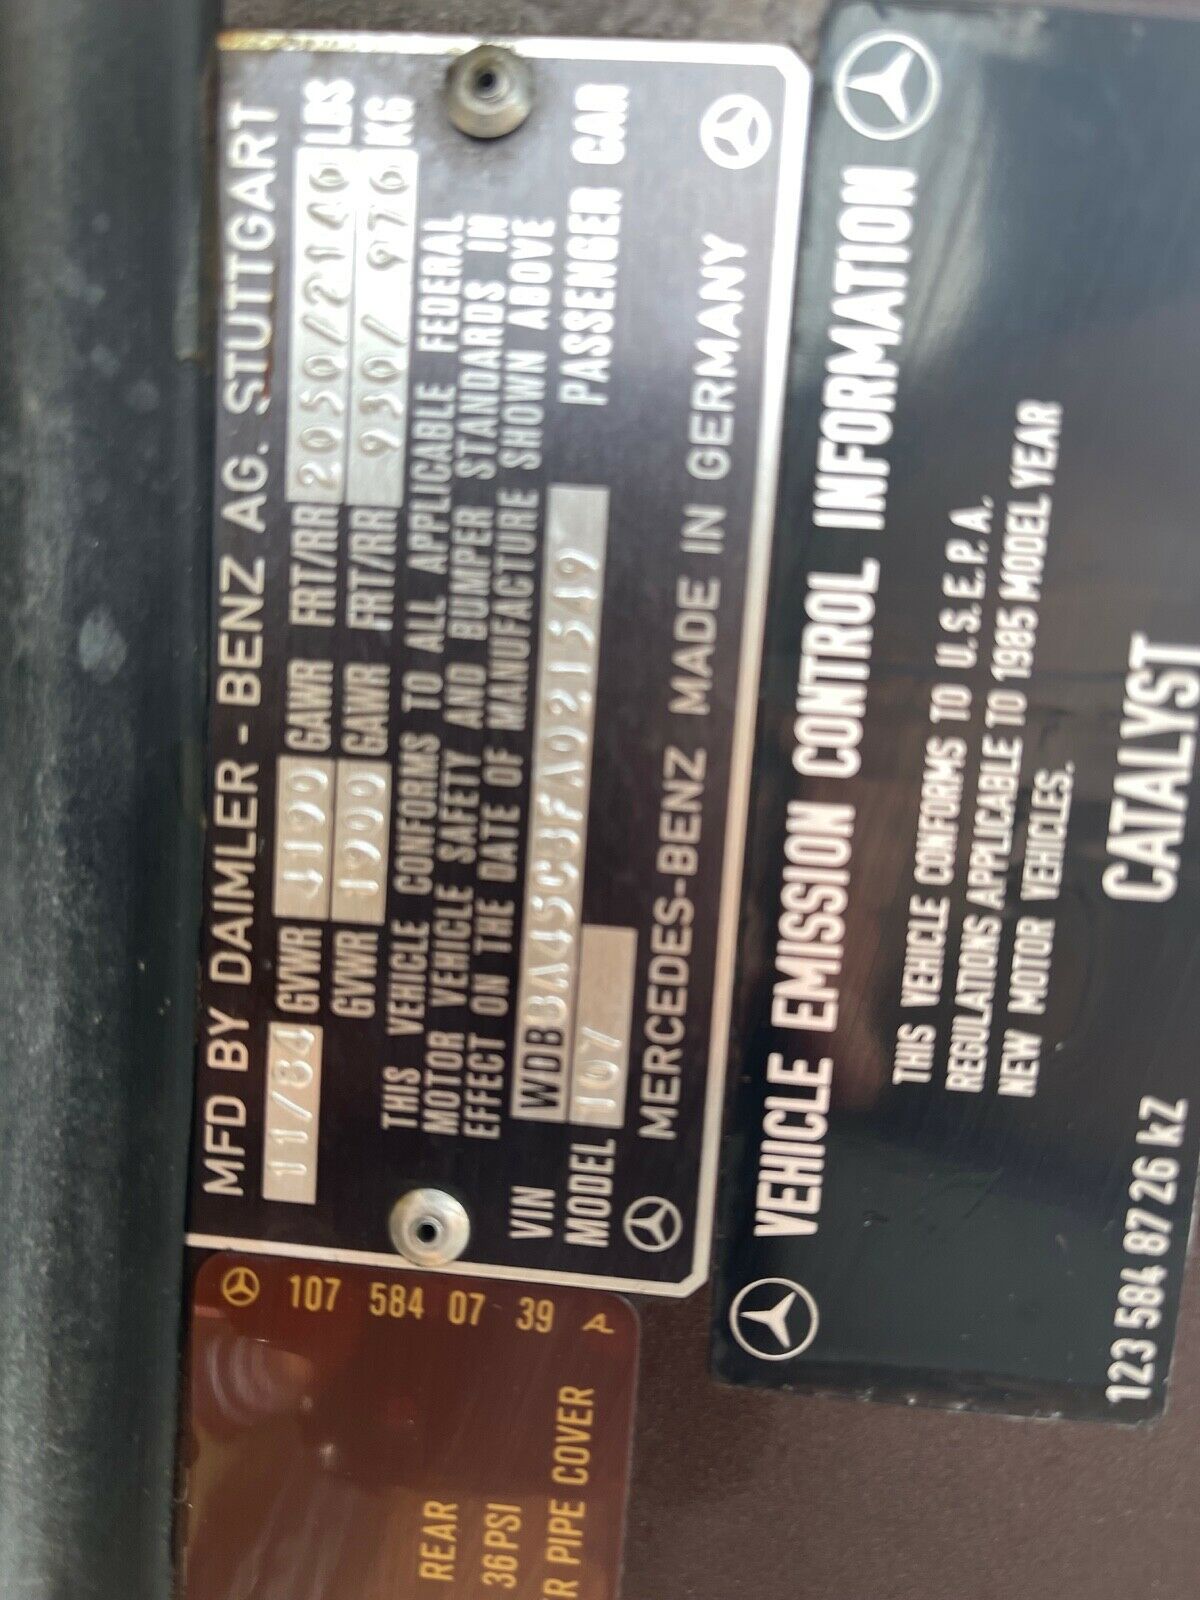 MFD BY DAIMLER-BENZ AG. STUTTGART
11/84 GVWR 4190 GAWR FRT/RR 2050/2140 LBS
GVWR 1900 GAWR FRT/RR 930/ 976 KG
THIS VEHICLE CONFORMS TO ALL APPLICABLE FEDERAL
MOTOR VEHICLE SAFETY AND BUMPER STANDARDS IN
EFFECT ON THE DATE OF MANUFACTURE SHOWN ABOVE
VIN WDBBA45C3FA021549
MODEL 107 PASSENGER CAR
MERCEDES-BENZ MADE IN GERMANY
VEHICLE EMISSION CONTROL INFORMATION
THIS VEHICLE CONFORMS TO U.S.E.P.A.
REGULATIONS APPLICABLE TO 1985 MODEL YEAR
NEW MOTOR VEHICLES.
CATALYST
123 584 87 26 kZ
107 584 07 39 A
REAR
36 PSI
PIPE COVER